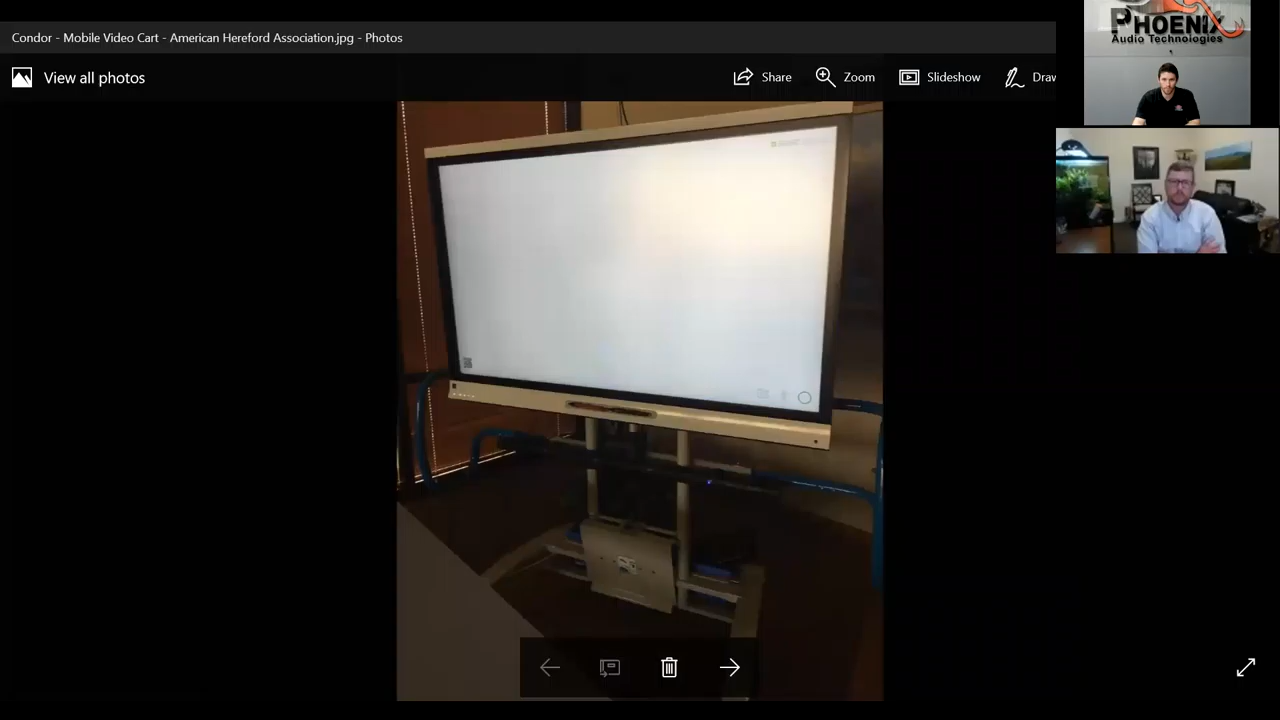 Condor - Mobile Video Cart - American Hereford Association.jpg - Photos
View all photos
Share
Zoom
Slideshow
Draw
PHOENIX
Audio Technologies